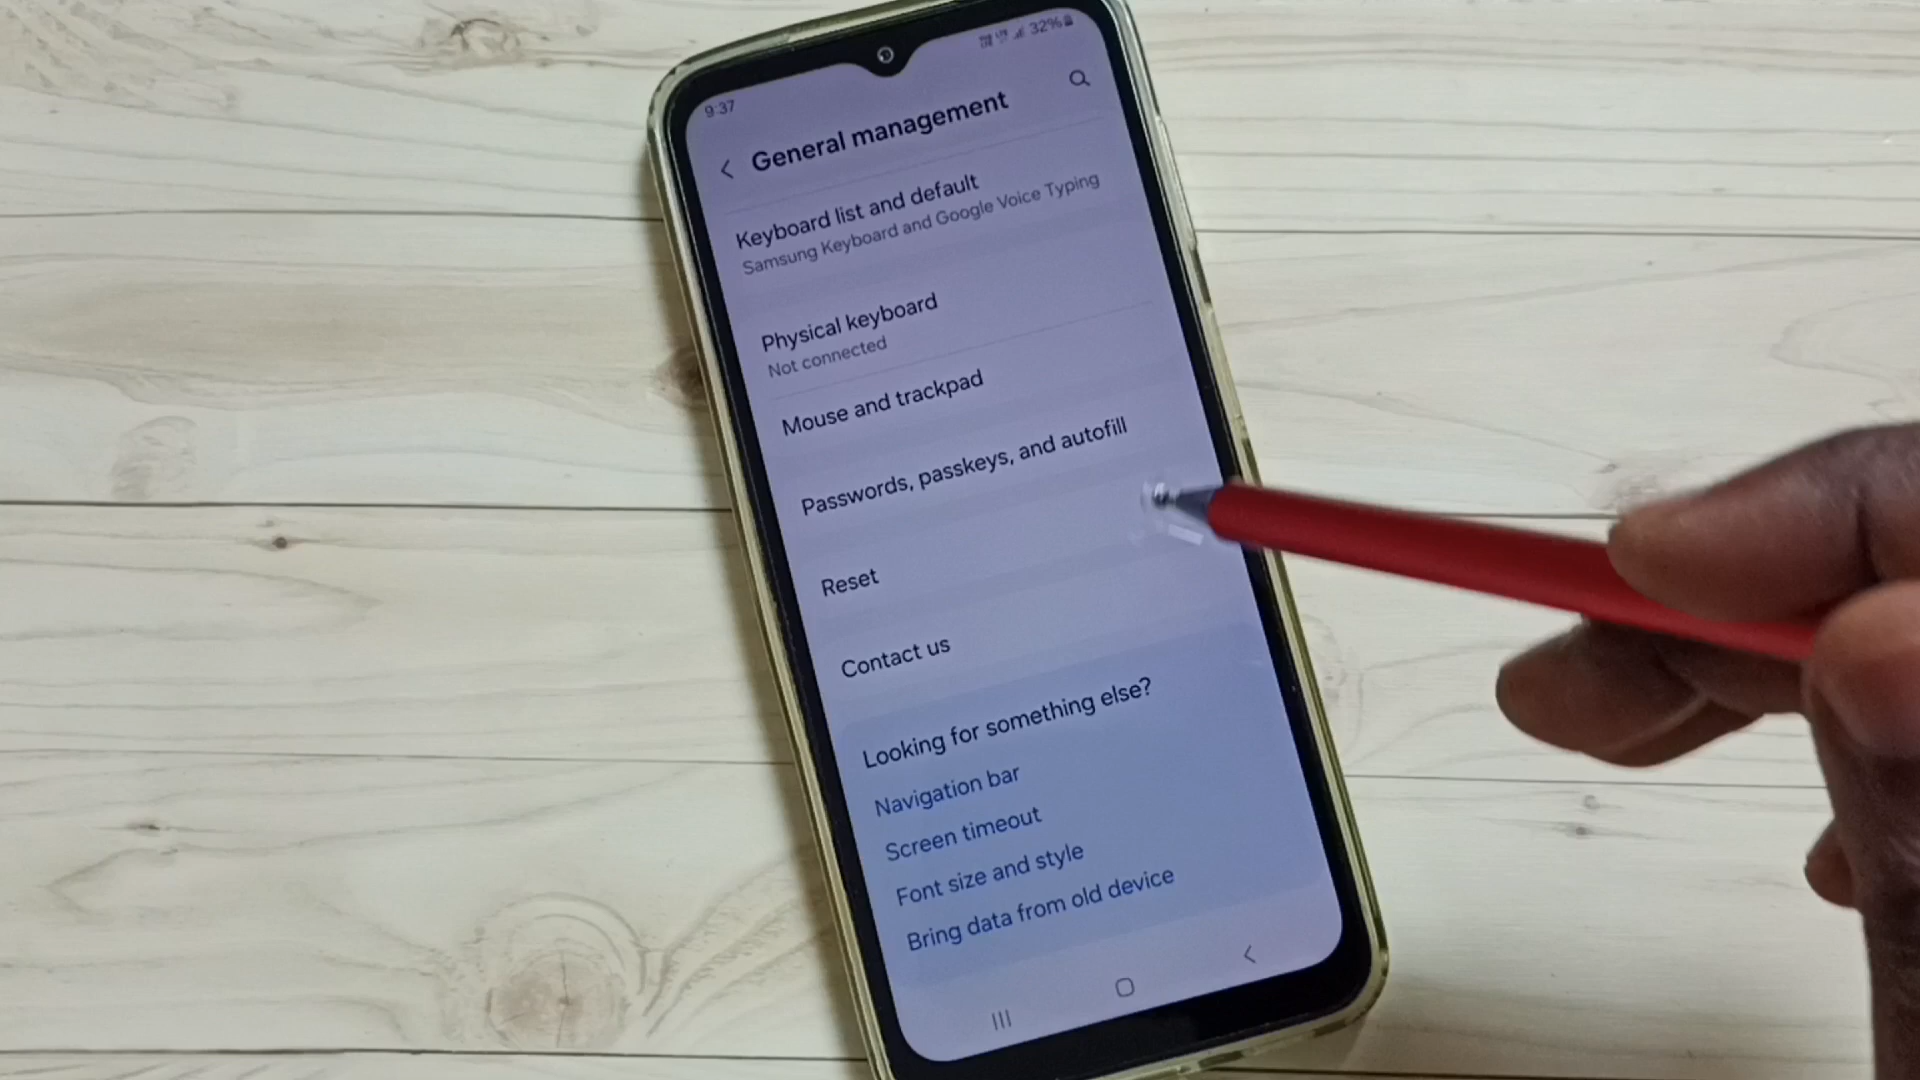 9:37
32%
General management
Keyboard list and default
Samsung Keyboard and Google Voice Typing
Physical keyboard
Not connected
Mouse and trackpad
Passwords, passkeys, and autofill
Reset
Contact us
Looking for something else?
Navigation bar
Screen timeout
Font size and style
Bring data from old device